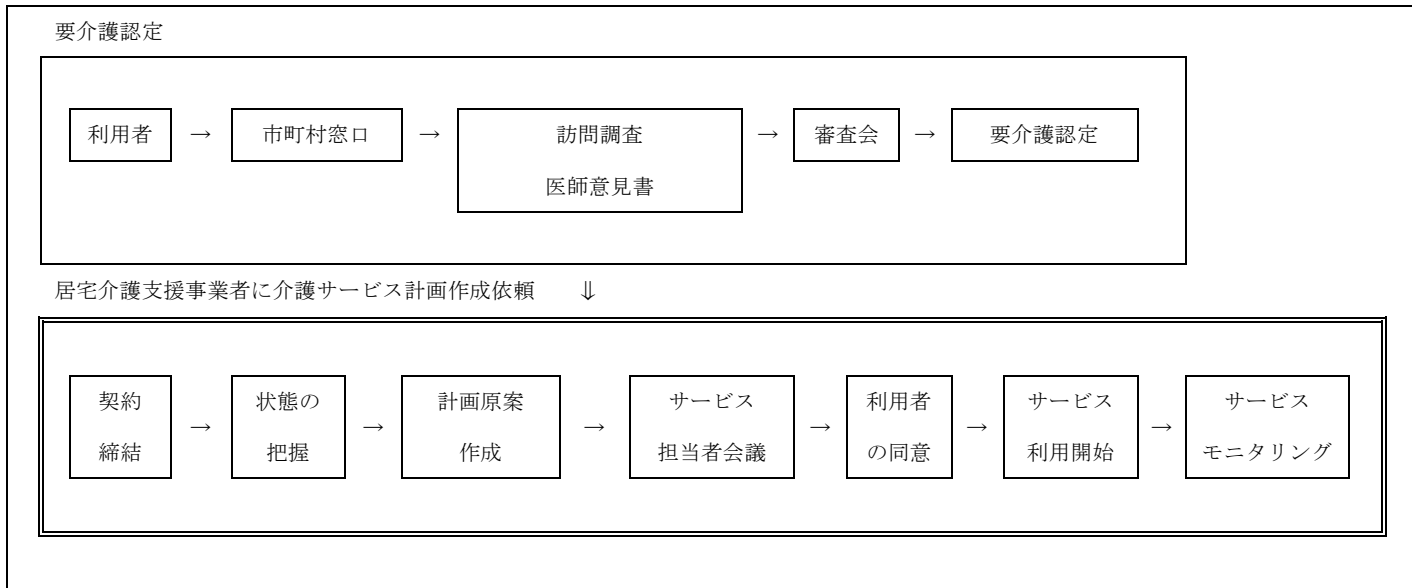 要介護認定
利用者 → 市町村窓口 → 訪問調査 → 審査会 → 要介護認定
医師意見書
居宅介護支援事業者に介護サービス計画作成依頼 ⇓
契約 状態の 計画原案 サービス 利用者 サービス サービス
→ → → → → →
締結 把握 作成 担当者会議 の同意 利用開始 モニタリング